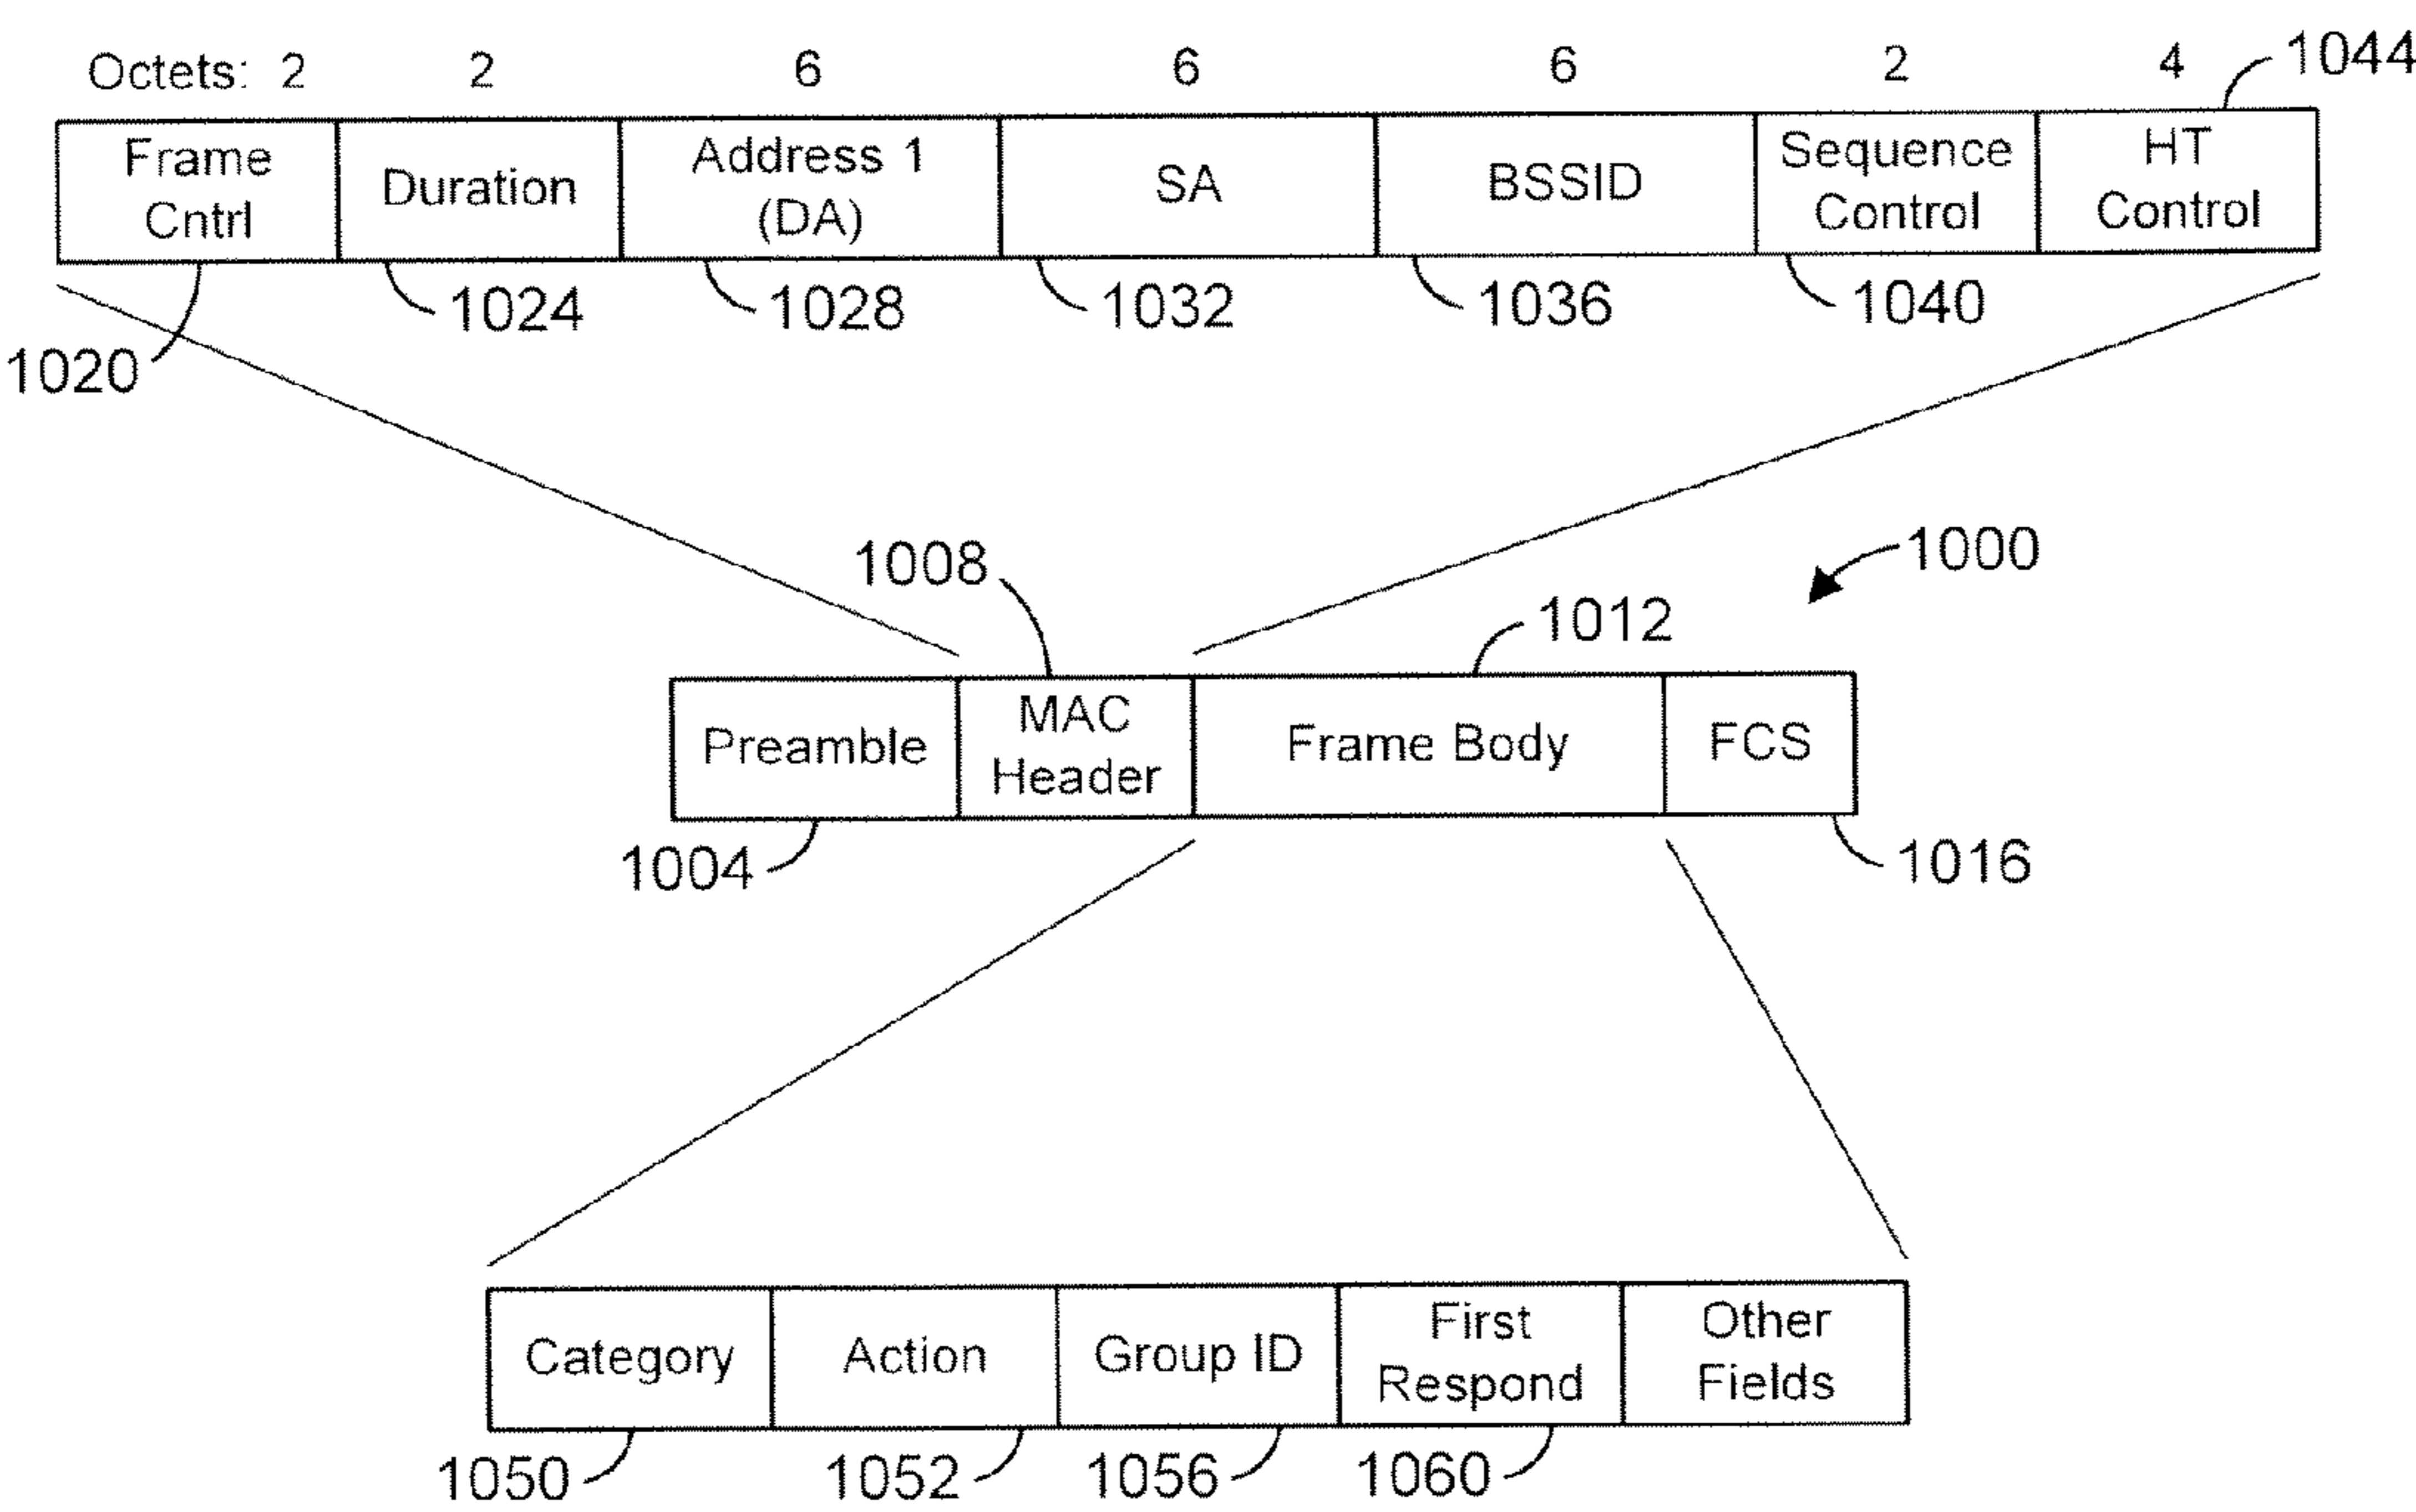 Octets: 2 2 6 6 6 2 4 1044
Frame Cntrl
Duration
Address 1 (DA)
SA
BSSID
Sequence Control
HT Control
1020
1024
1028
1032
1036
1040
1000
1008
1012
Preamble
MAC Header
Frame Body
FCS
1004
1016
Category
Action
Group ID
First Respond
Other Fields
1050
1052
1056
1060